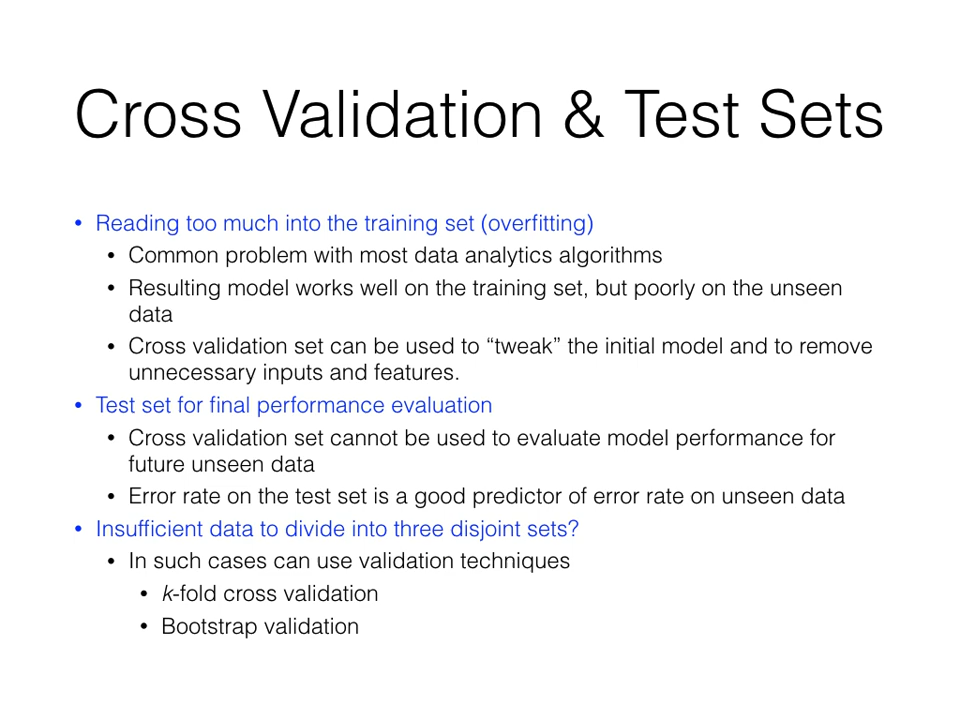 Cross Validation & Test Sets
• Reading too much into the training set (overfitting)
• Common problem with most data analytics algorithms
• Resulting model works well on the training set, but poorly on the unseen
data
• Cross validation set can be used to “tweak” the initial model and to remove
unnecessary inputs and features.
• Test set for final performance evaluation
• Cross validation set cannot be used to evaluate model performance for
future unseen data
• Error rate on the test set is a good predictor of error rate on unseen data
• Insufficient data to divide into three disjoint sets?
• In such cases can use validation techniques
• k-fold cross validation
• Bootstrap validation